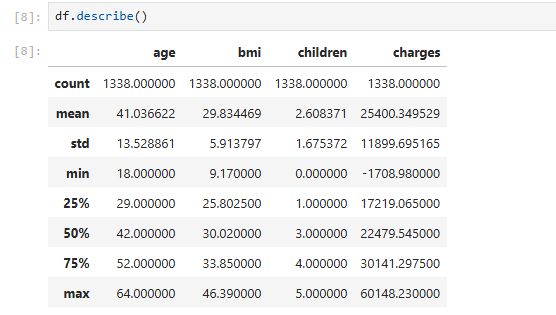 [8]: df.describe()
[8]: age bmi children charges
count 1338.000000 1338.000000 1338.000000 1338.000000
mean 41.036622 29.834469 2.608371 25400.349529
std 13.528861 5.913797 1.675372 11899.695165
min 18.000000 9.170000 0.000000 -1708.980000
25% 29.000000 25.802500 1.000000 17219.065000
50% 42.000000 30.020000 3.000000 22479.545000
75% 52.000000 33.850000 4.000000 30141.297500
max 64.000000 46.390000 5.000000 60148.230000